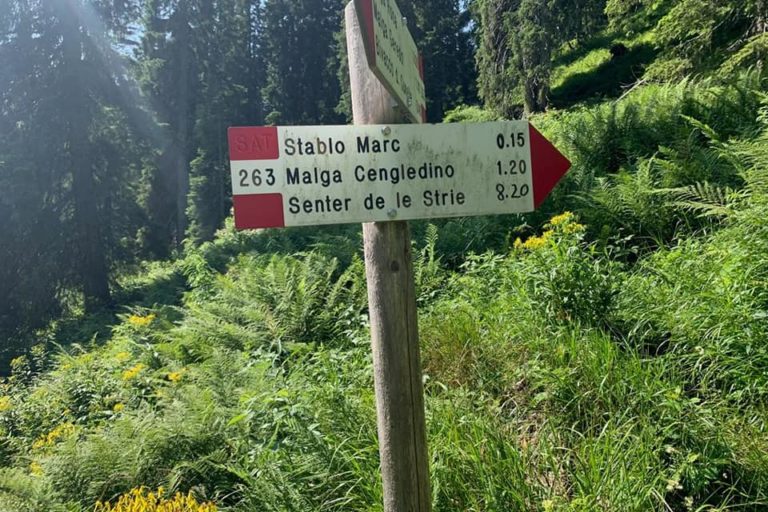 SAT Stablo Marc 0.15
263 Malga Cengledino 1.20
Senter de le Strie 8.20